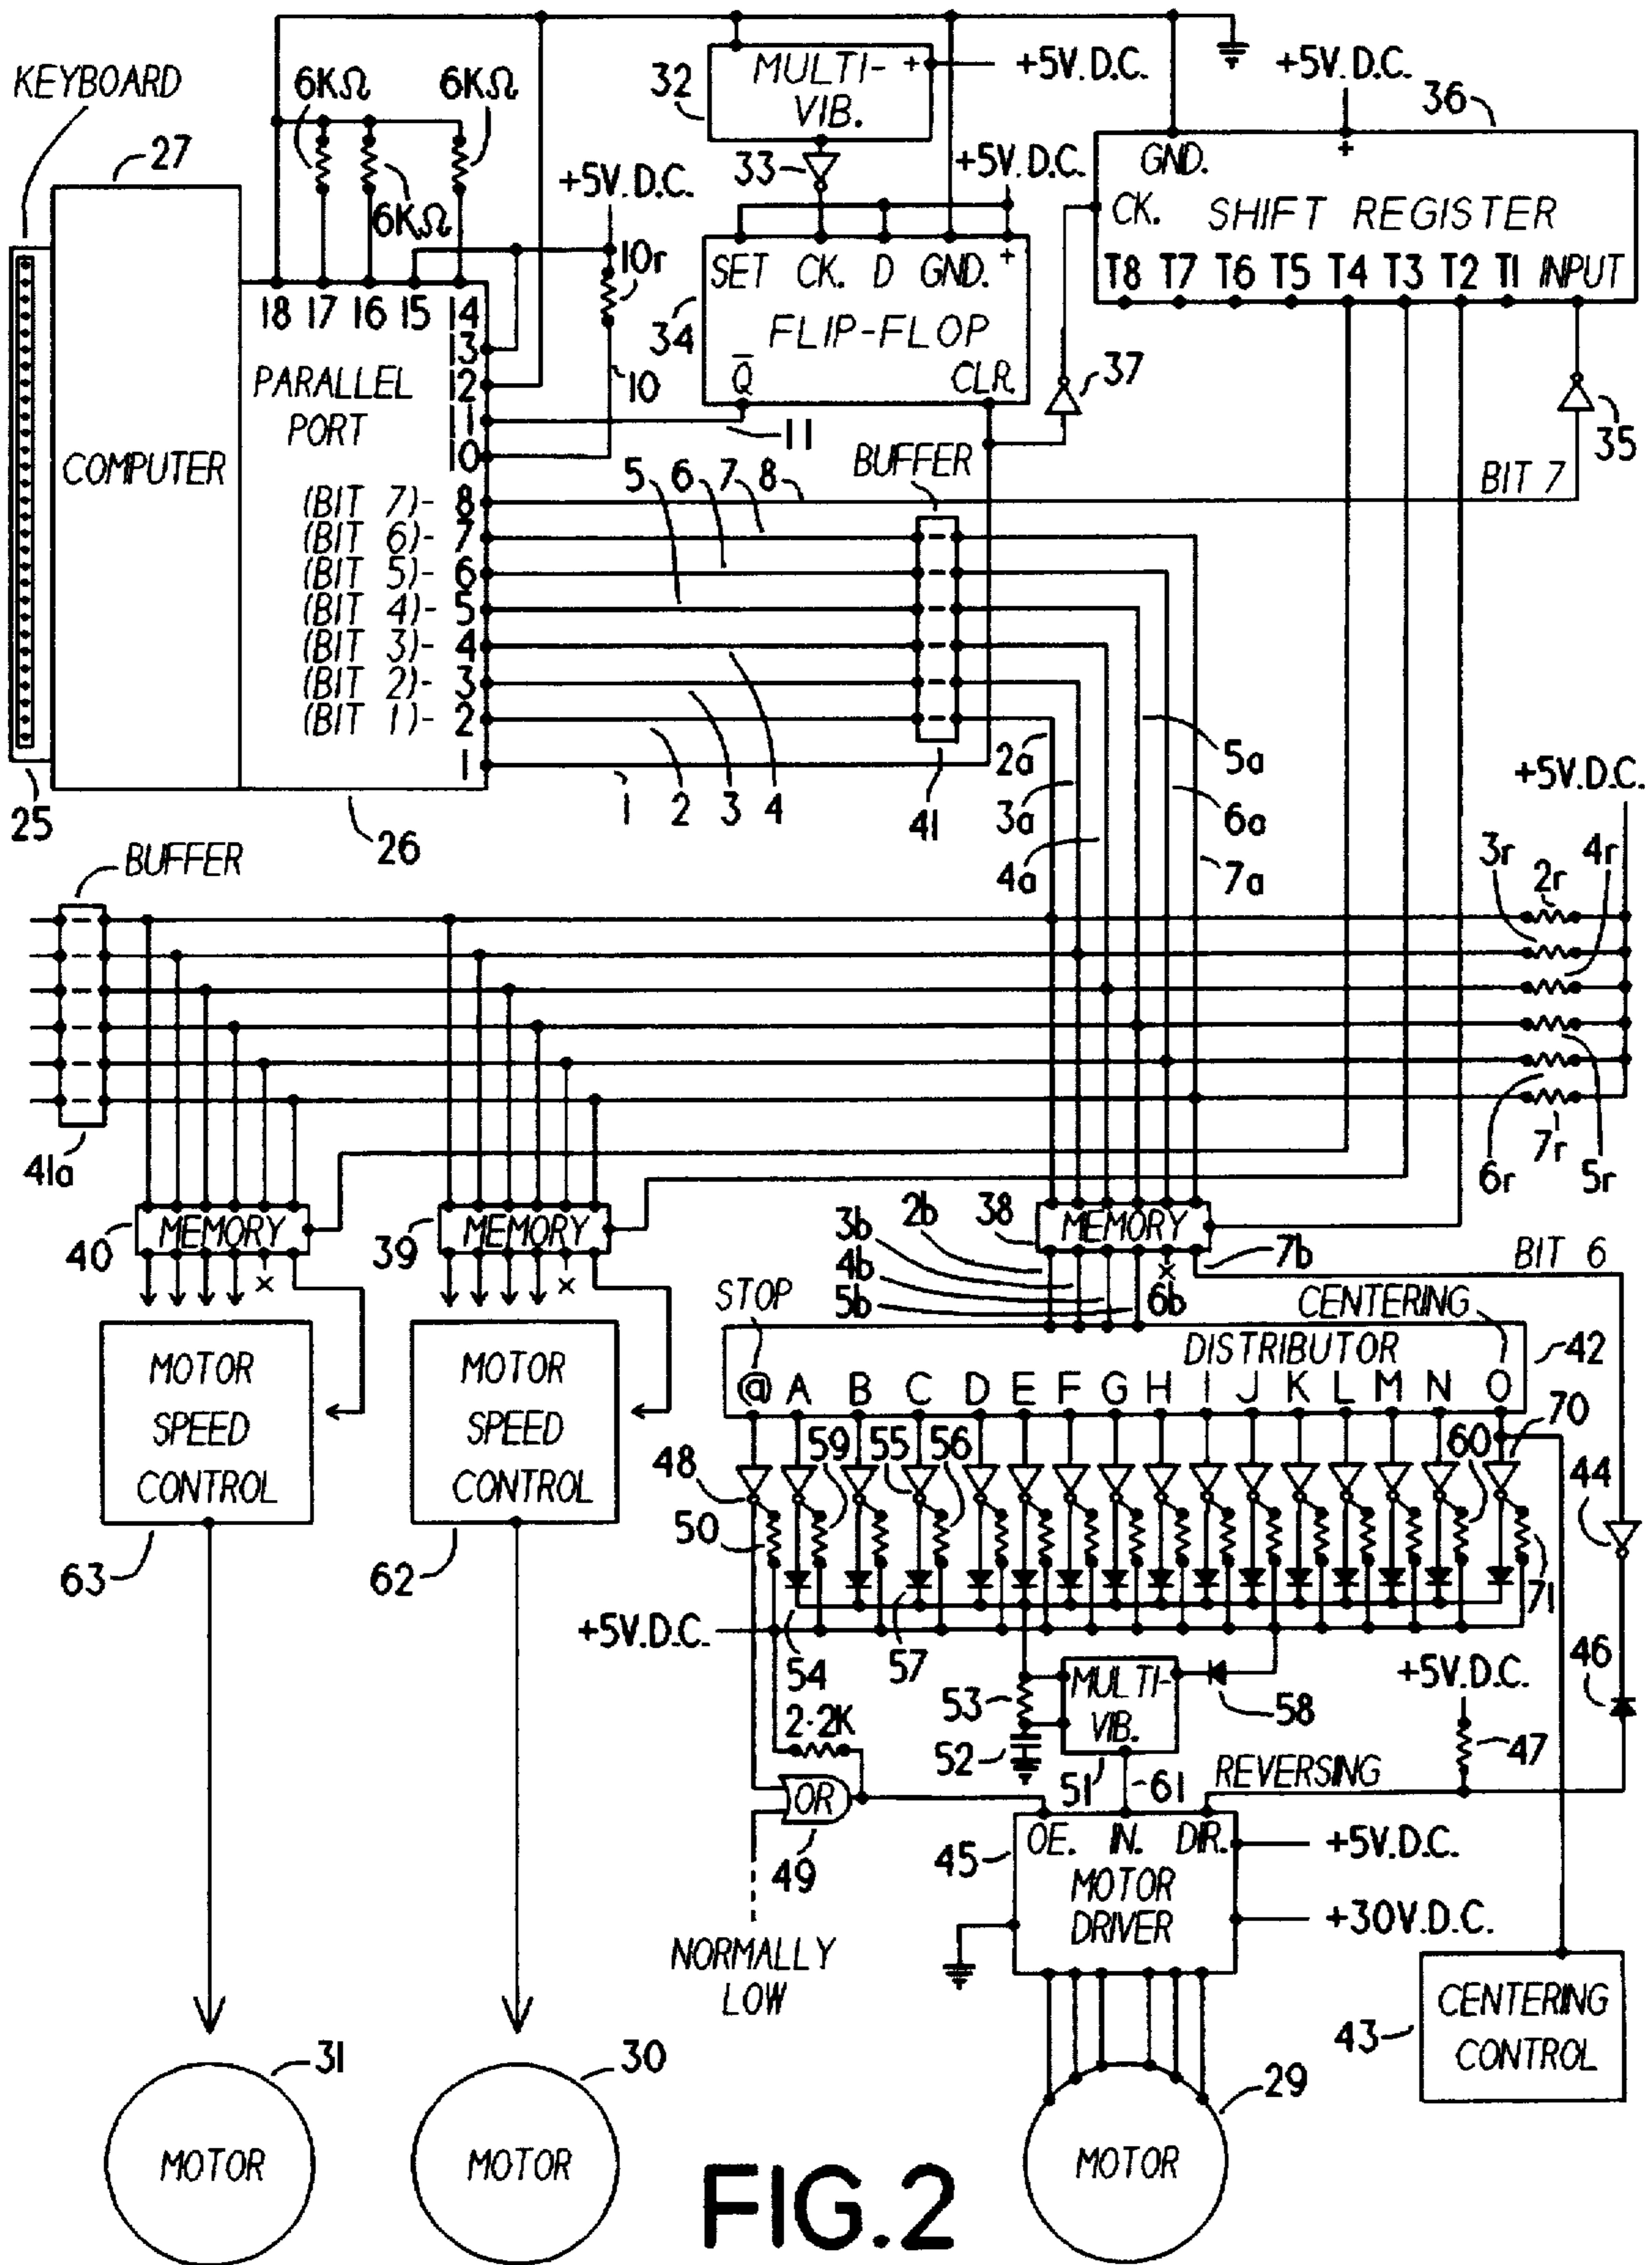 KEYBOARD
27
6KΩ
6KΩ
6KΩ
32
MULTI- +
VIB.
+5V.D.C.
+5V.D.C.
36
33
+5V.D.C.
+5V.D.C.
GND.
+
CK.
SHIFT REGISTER
T8 T7 T6 T5 T4 T3 T2 T1 INPUT
10r
10
34
SET CK. D GND. +
FLIP-FLOP
Q̅
CLR.
37
35
18 17 16 15 14
13
12
11
10
PARALLEL
PORT
COMPUTER
11
BUFFER
BIT 7
5 6 7 8
(BIT 7)- 8
(BIT 6)- 7
(BIT 5)- 6
(BIT 4)- 5
(BIT 3)- 4
(BIT 2)- 3
(BIT 1)- 2
1
25
26
1 2 3 4
41
2a
3a
4a
5a
6a
7a
+5V.D.C.
BUFFER
3r
2r
4r
41a
6r
7r
5r
40
MEMORY
39
MEMORY
38
MEMORY
3b
2b
4b
5b
6b
7b
×
×
×
BIT 6
STOP
CENTERING
DISTRIBUTOR
42
@ A B C D E F G H I J K L M N O
MOTOR
SPEED
CONTROL
MOTOR
SPEED
CONTROL
48
59
55
56
60
70
44
50
63
62
71
+5V.D.C.
54
57
53
MULTI-
VIB.
58
+5V.D.C.
46
2.2K
52
51
61
REVERSING
47
OR
49
OE. IN. DIR.
45
MOTOR
DRIVER
+5V.D.C.
+30V.D.C.
NORMALLY
LOW
CENTERING
CONTROL
43
31
MOTOR
30
MOTOR
29
MOTOR
FIG.2